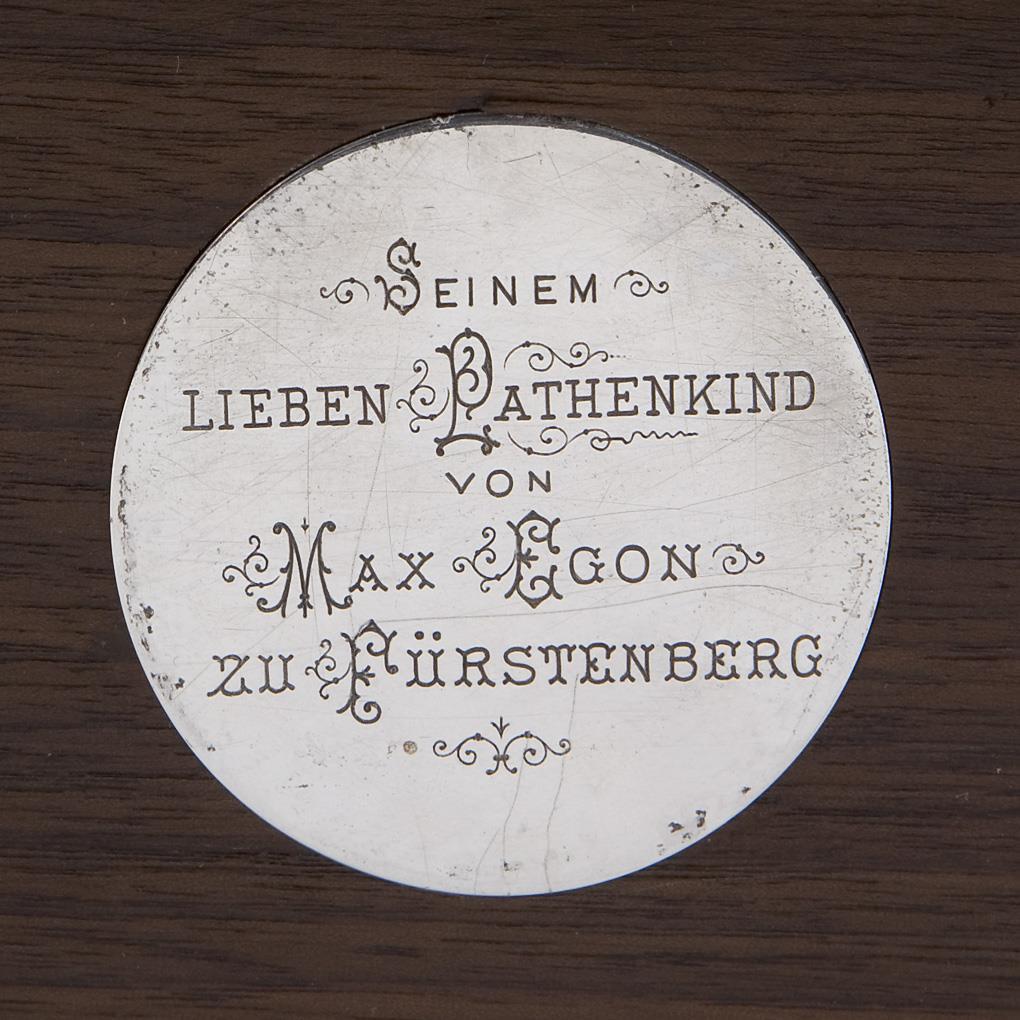 SEINEM
LIEBEN PATHENKIND
VON
MAX EGON
ZU FÜRSTENBERG